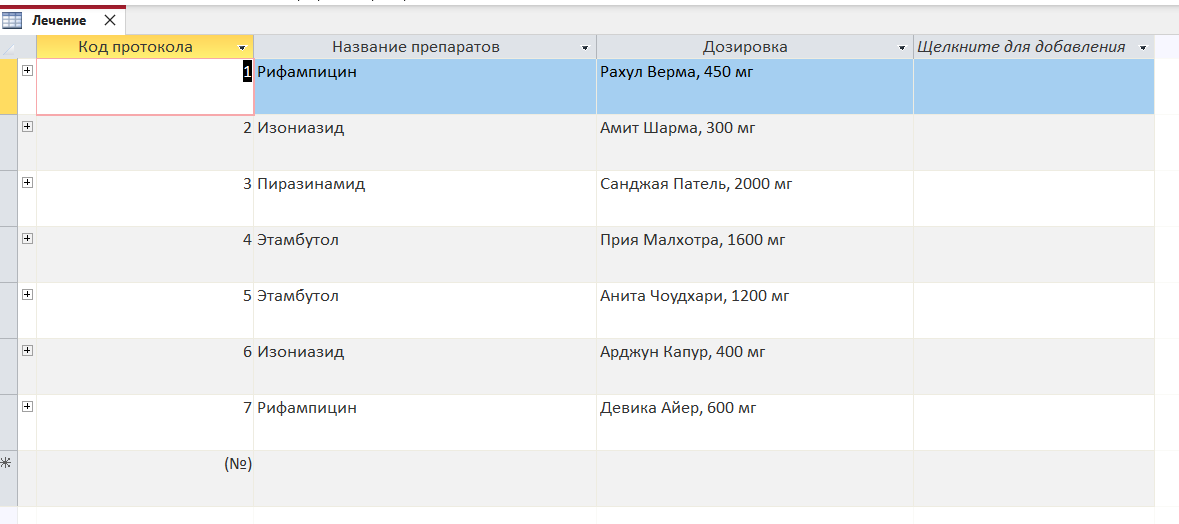 Лечение
Код протокола Название препаратов Дозировка Щелкните для добавления
1 Рифампицин Рахул Верма, 450 мг
2 Изониазид Амит Шарма, 300 мг
3 Пиразинамид Санджая Патель, 2000 мг
4 Этамбутол Прия Малхотра, 1600 мг
5 Этамбутол Анита Чоудхари, 1200 мг
6 Изониазид Арджун Капур, 400 мг
7 Рифампицин Девика Айер, 600 мг
(№)